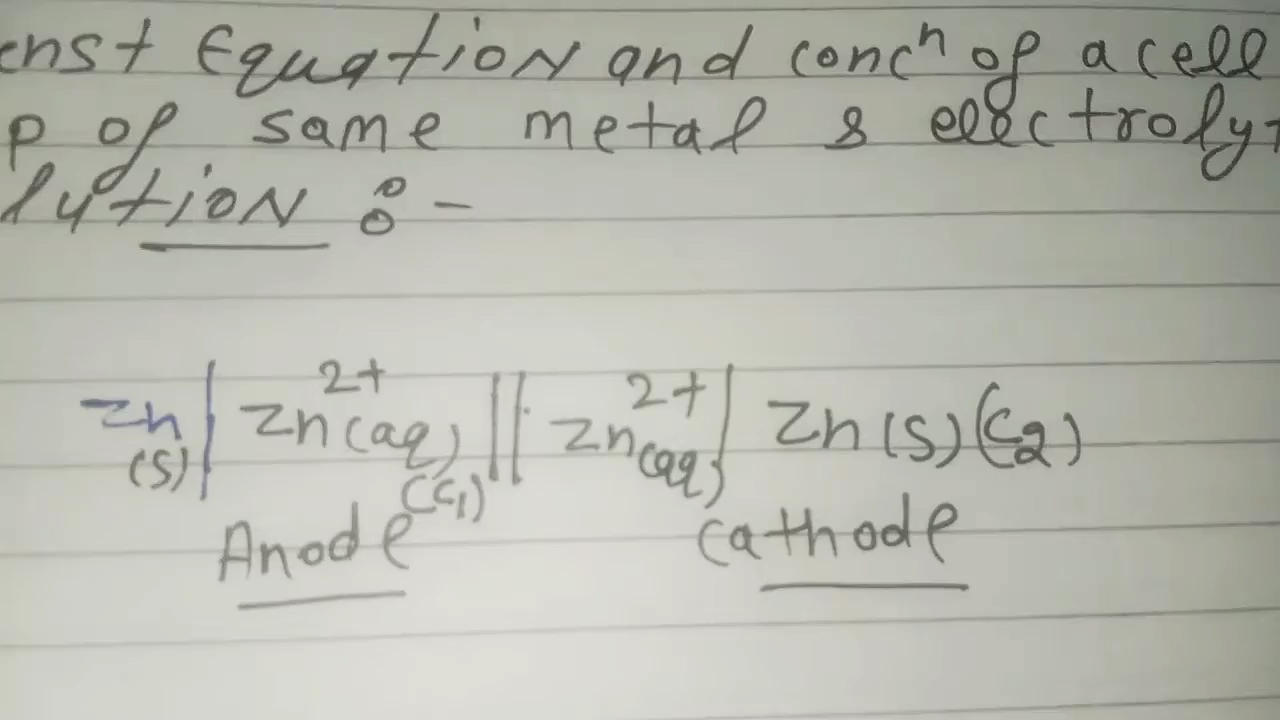 enst Equation and concⁿ of a cell
p of same metal & electroly
lution :-
Zn(s) | Zn²⁺(aq) (C₁) || Zn²⁺(aq) | Zn(s) (C₂)
Anode Cathode